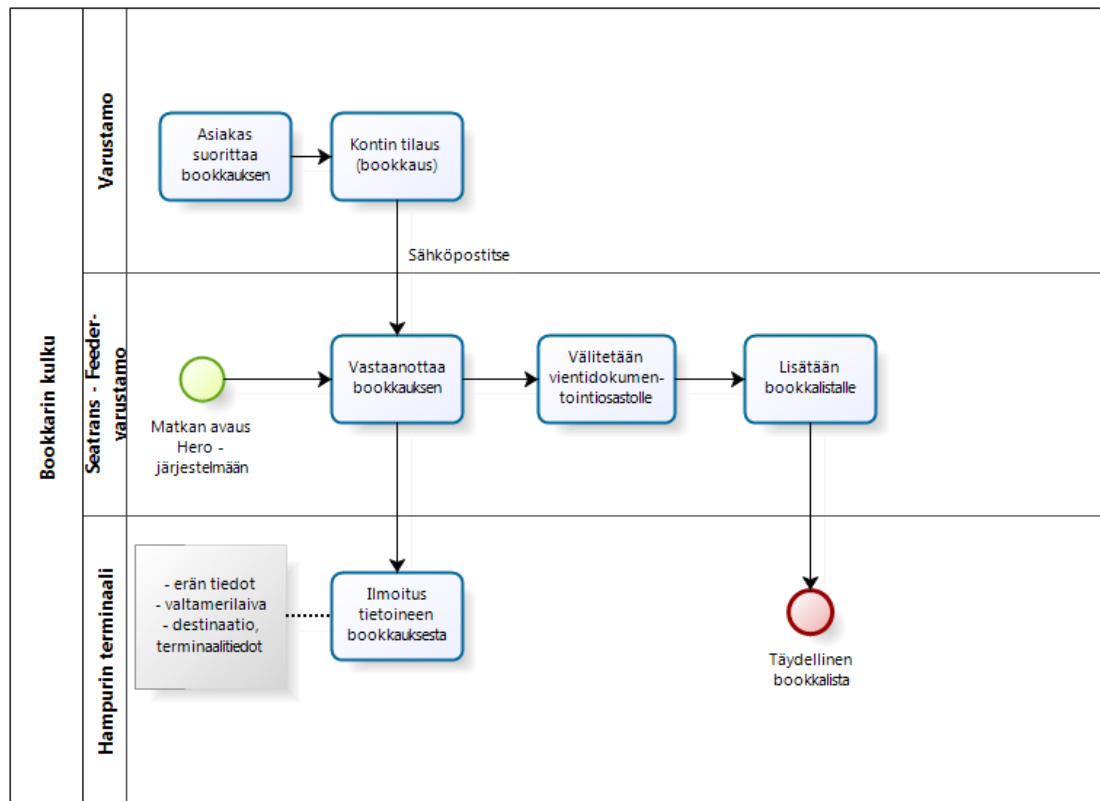 Bookkarin kulku
Varustamo
Asiakas
suorittaa
bookkauksen
Kontin tilaus
(bookkaus)
Sähköpostitse
Seatrans - Feeder-
varustamo
Matkan avaus
Hero -
järjestelmään
Vastaanottaa
bookkauksen
Välitetään
vientidokumen-
tointiosastolle
Lisätään
bookkalistalle
Hampurin terminaali
- erän tiedot
- valtamerilaiva
- destinaatio,
terminaalitiedot
Ilmoitus
tietoineen
bookkauksesta
Täydellinen
bookkalista